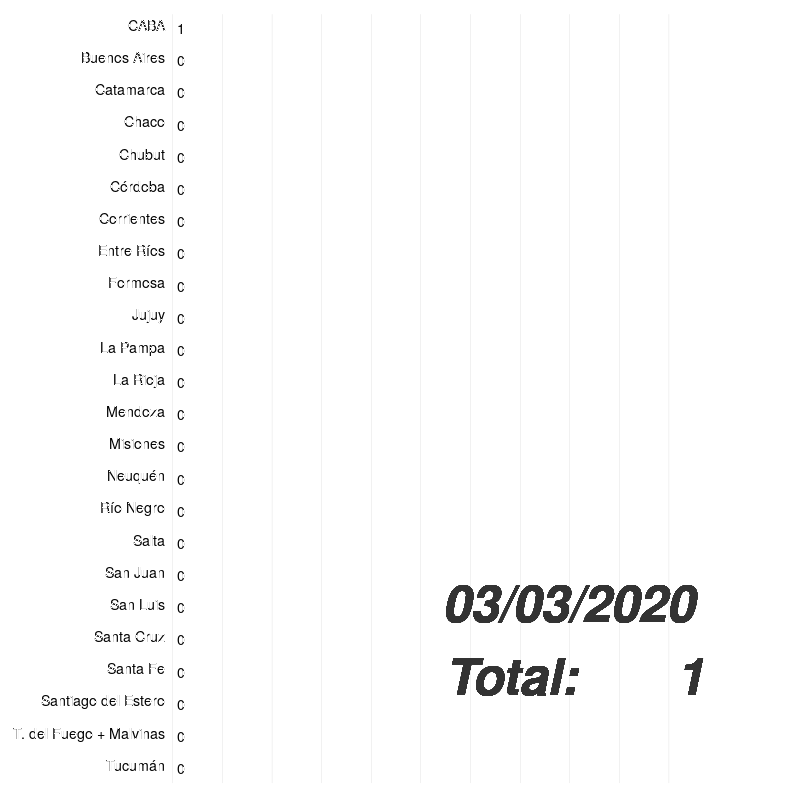 CABA 1
Buenos Aires 0
Catamarca 0
Chaco 0
Chubut 0
Córdoba 0
Corrientes 0
Entre Ríos 0
Formosa 0
Jujuy 0
La Pampa 0
La Rioja 0
Mendoza 0
Misiones 0
Neuquén 0
Río Negro 0
Salta 0
San Juan 0
San Luis 0
Santa Cruz 0
Santa Fe 0
Santiago del Estero 0
T. del Fuego + Malvinas 0
Tucumán 0
03/03/2020
Total: 1